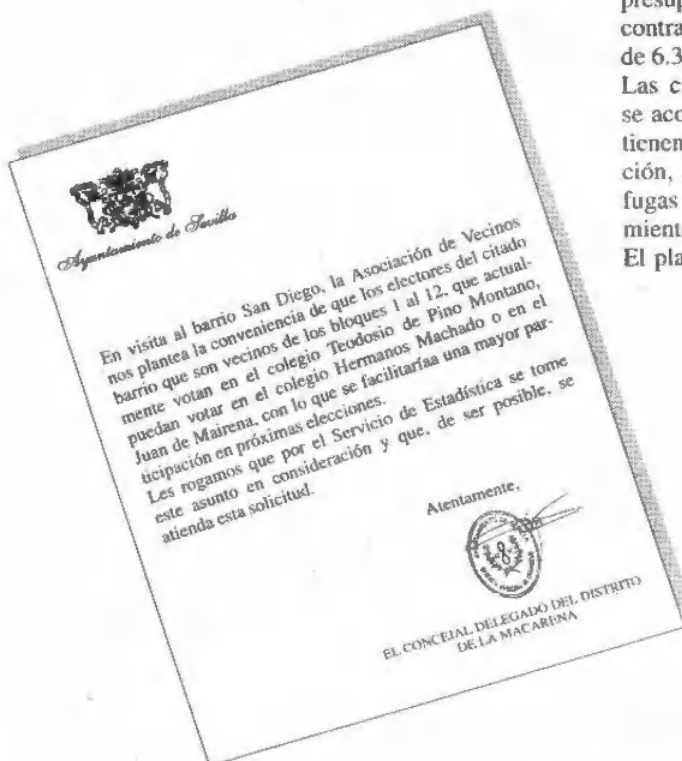 Ayuntamiento de Sevilla
En visita al barrio San Diego, la Asociación de Vecinos
nos plantea la conveniencia de que los electores del citado
barrio que son vecinos de los bloques 1 al 12, que actual-
mente votan en el colegio Teodosio de Pino Montano,
puedan votar en el colegio Hermanos Machado o en el
Juan de Mairena, con lo que se facilitaríaa una mayor par-
ticipación en próximas elecciones.
Les rogamos que por el Servicio de Estadística se tome
este asunto en consideración y que, de ser posible, se
atienda esta solicitud.
Atentamente,
EL CONCEJAL DELEGADO DEL DISTRITO
DE LA MACARENA
contra
de 6.3
Las c
se aco
tienen
ción,
fugas
miento
El pla